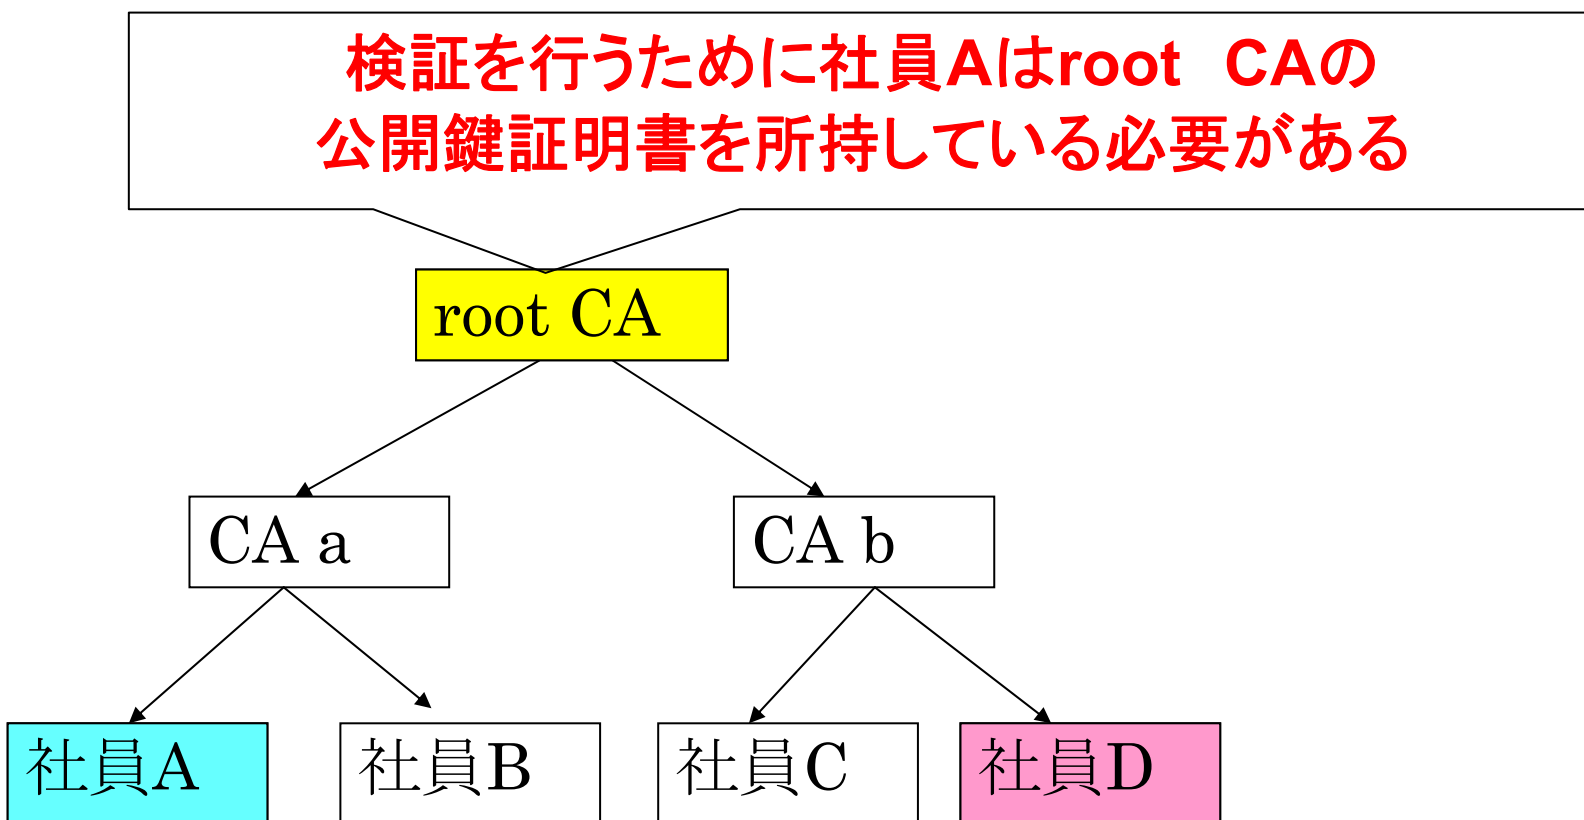 検証を行うために社員Aはroot　CAの
公開鍵証明書を所持している必要がある
root CA
CA a
CA b
社員A
社員B
社員C
社員D